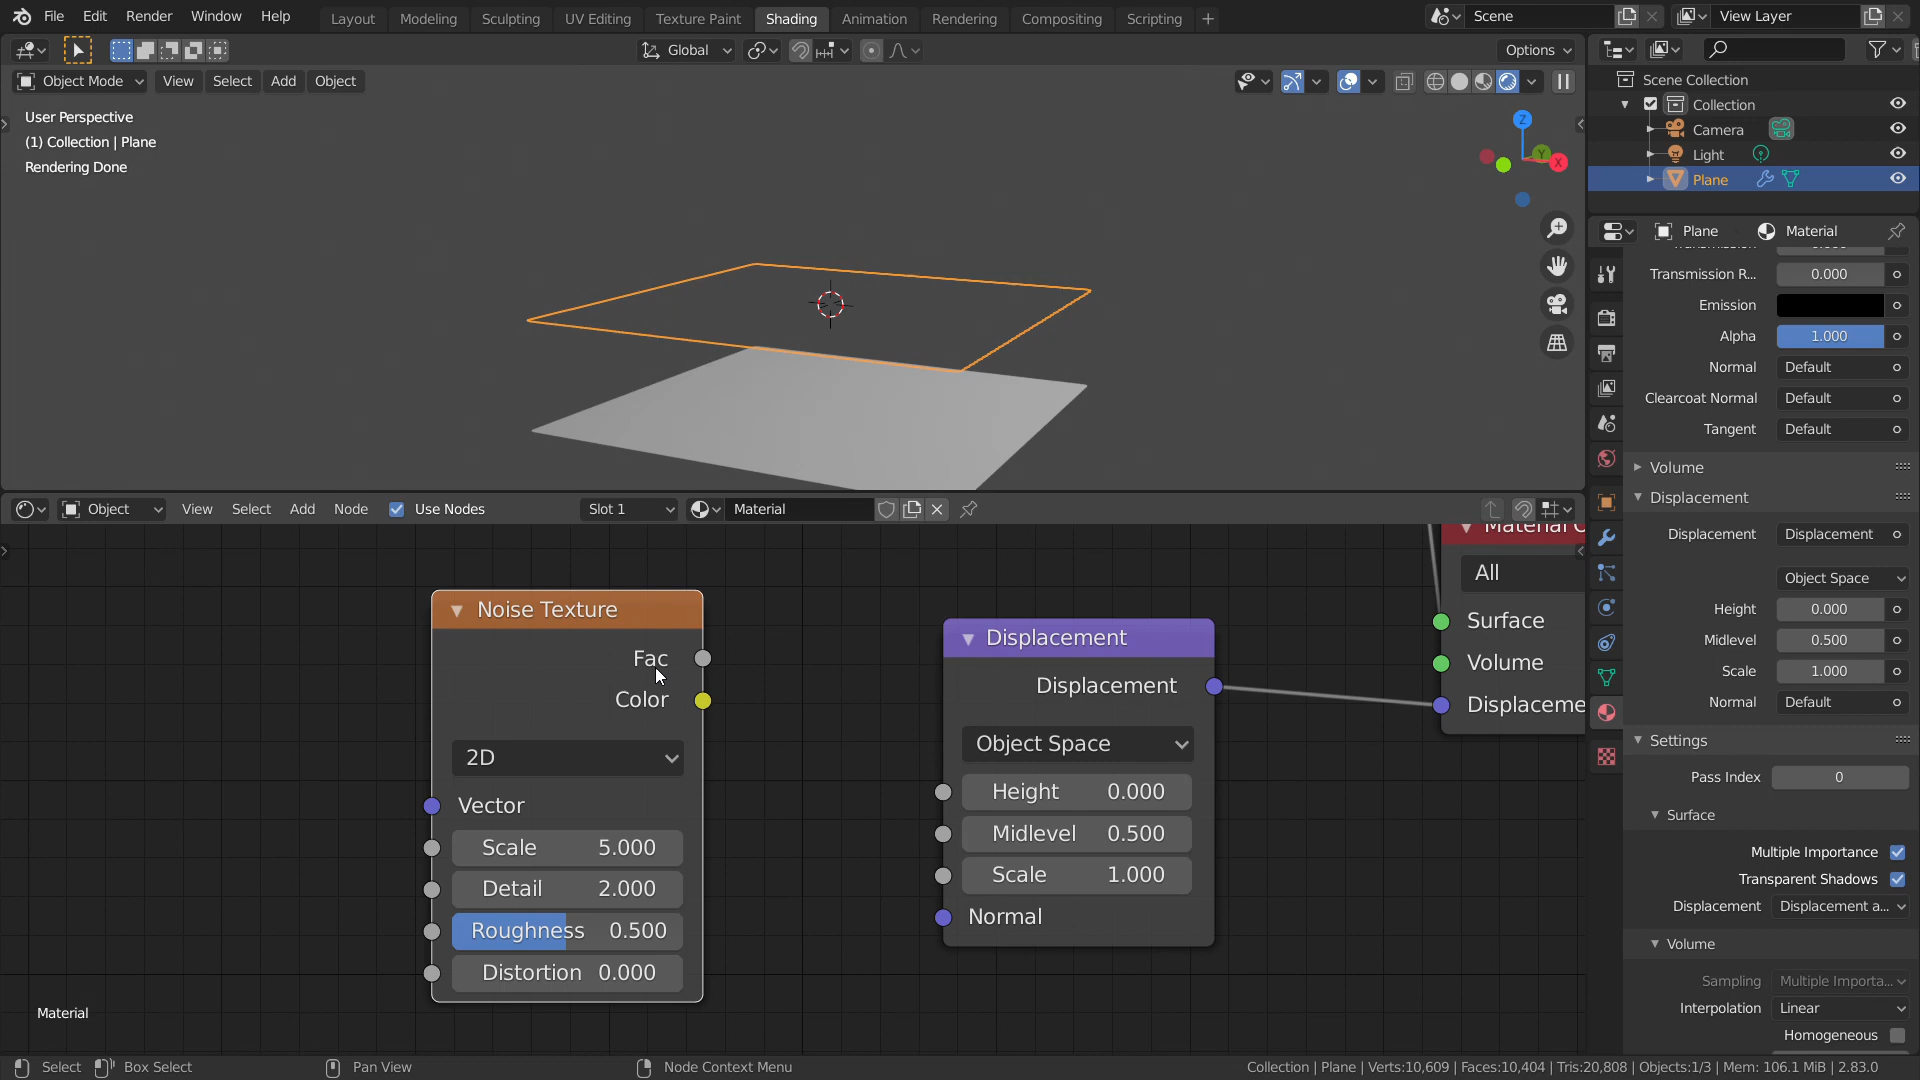 File Edit Render Window Help Layout Modeling Sculpting UV Editing Texture Paint Shading Animation Rendering Compositing Scripting + Scene View Layer
Global Options
Object Mode View Select Add Object
User Perspective
(1) Collection | Plane
Rendering Done
Z
Y
X
Scene Collection
Collection
Camera
Light
Plane
Plane Material
Transmission R... 0.000
Emission
Alpha 1.000
Normal Default
Clearcoat Normal Default
Tangent Default
Volume
Displacement
Displacement Displacement
Object Space
Height 0.000
Midlevel 0.500
Scale 1.000
Normal Default
Settings
Pass Index 0
Surface
Multiple Importance
Transparent Shadows
Displacement Displacement a...
Volume
Sampling Multiple Importa...
Interpolation Linear
Homogeneous
Object View Select Add Node Use Nodes Slot 1 Material
Noise Texture
Fac
Color
2D
Vector
Scale 5.000
Detail 2.000
Roughness 0.500
Distortion 0.000
Displacement
Displacement
Object Space
Height 0.000
Midlevel 0.500
Scale 1.000
Normal
Material
All
Surface
Volume
Displaceme
Material
Select Box Select Pan View Node Context Menu Collection | Plane | Verts:10,609 | Faces:10,404 | Tris:20,808 | Objects:1/3 | Mem: 106.1 MiB | 2.83.0